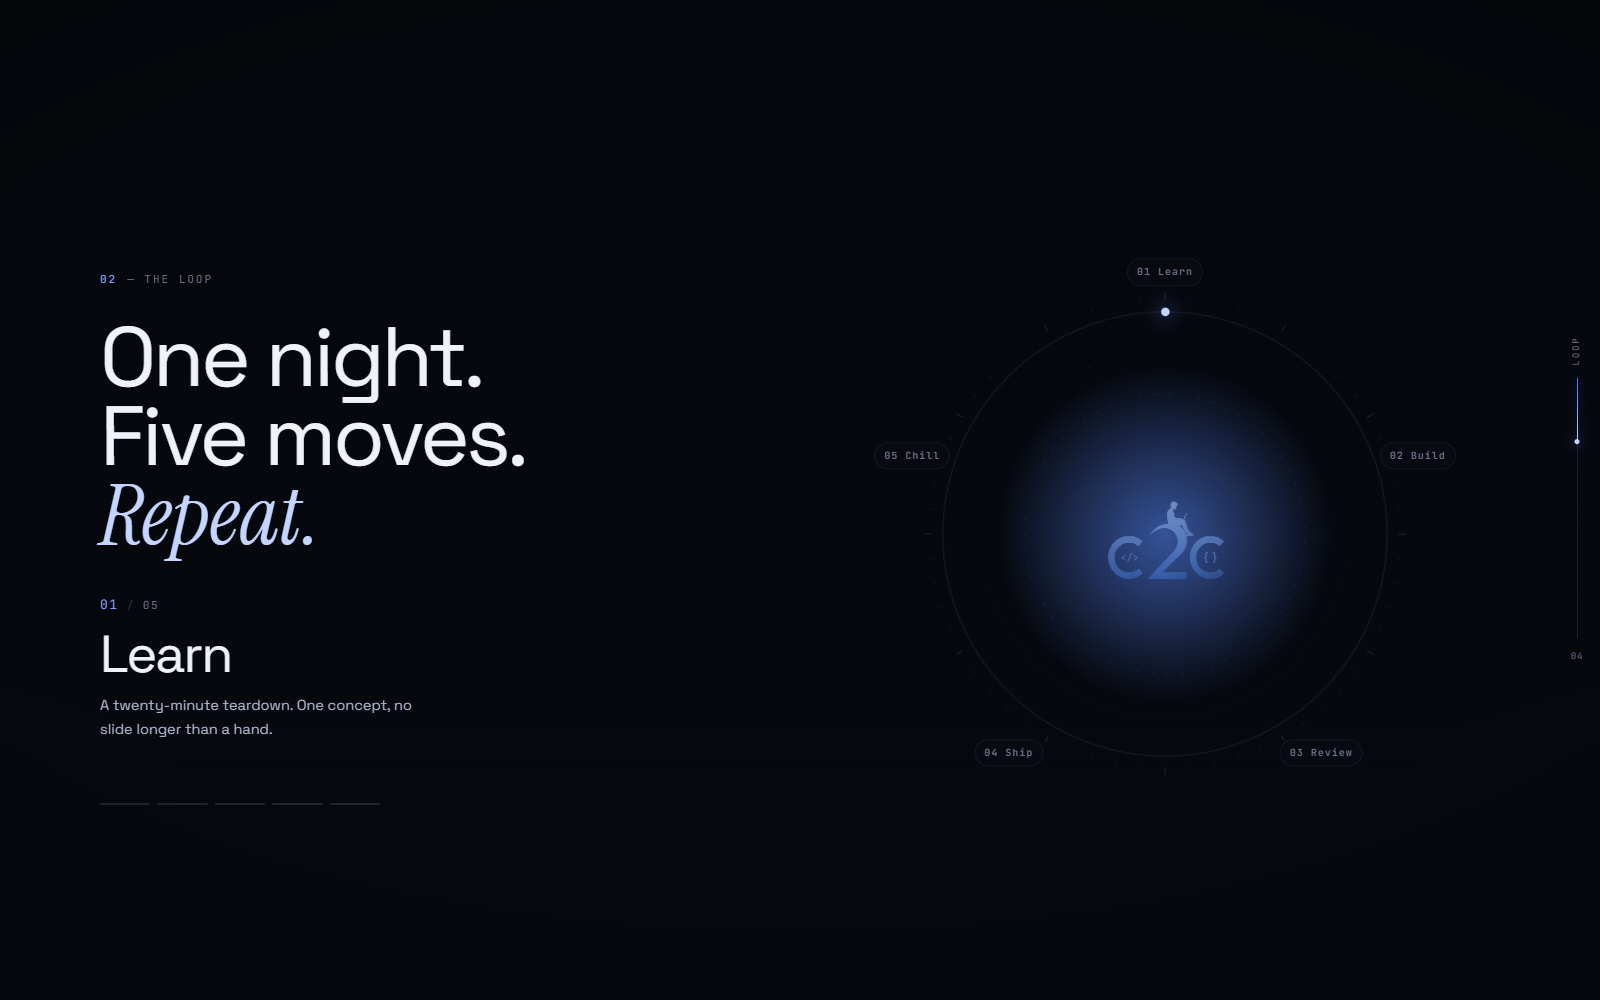 02 — THE LOOP
One night.
Five moves.
Repeat.
01 / 05
Learn
A twenty-minute teardown. One concept, no
slide longer than a hand.
01 Learn
02 Build
03 Review
04 Ship
05 Chill
C2C
</>
{}
LOOP
04